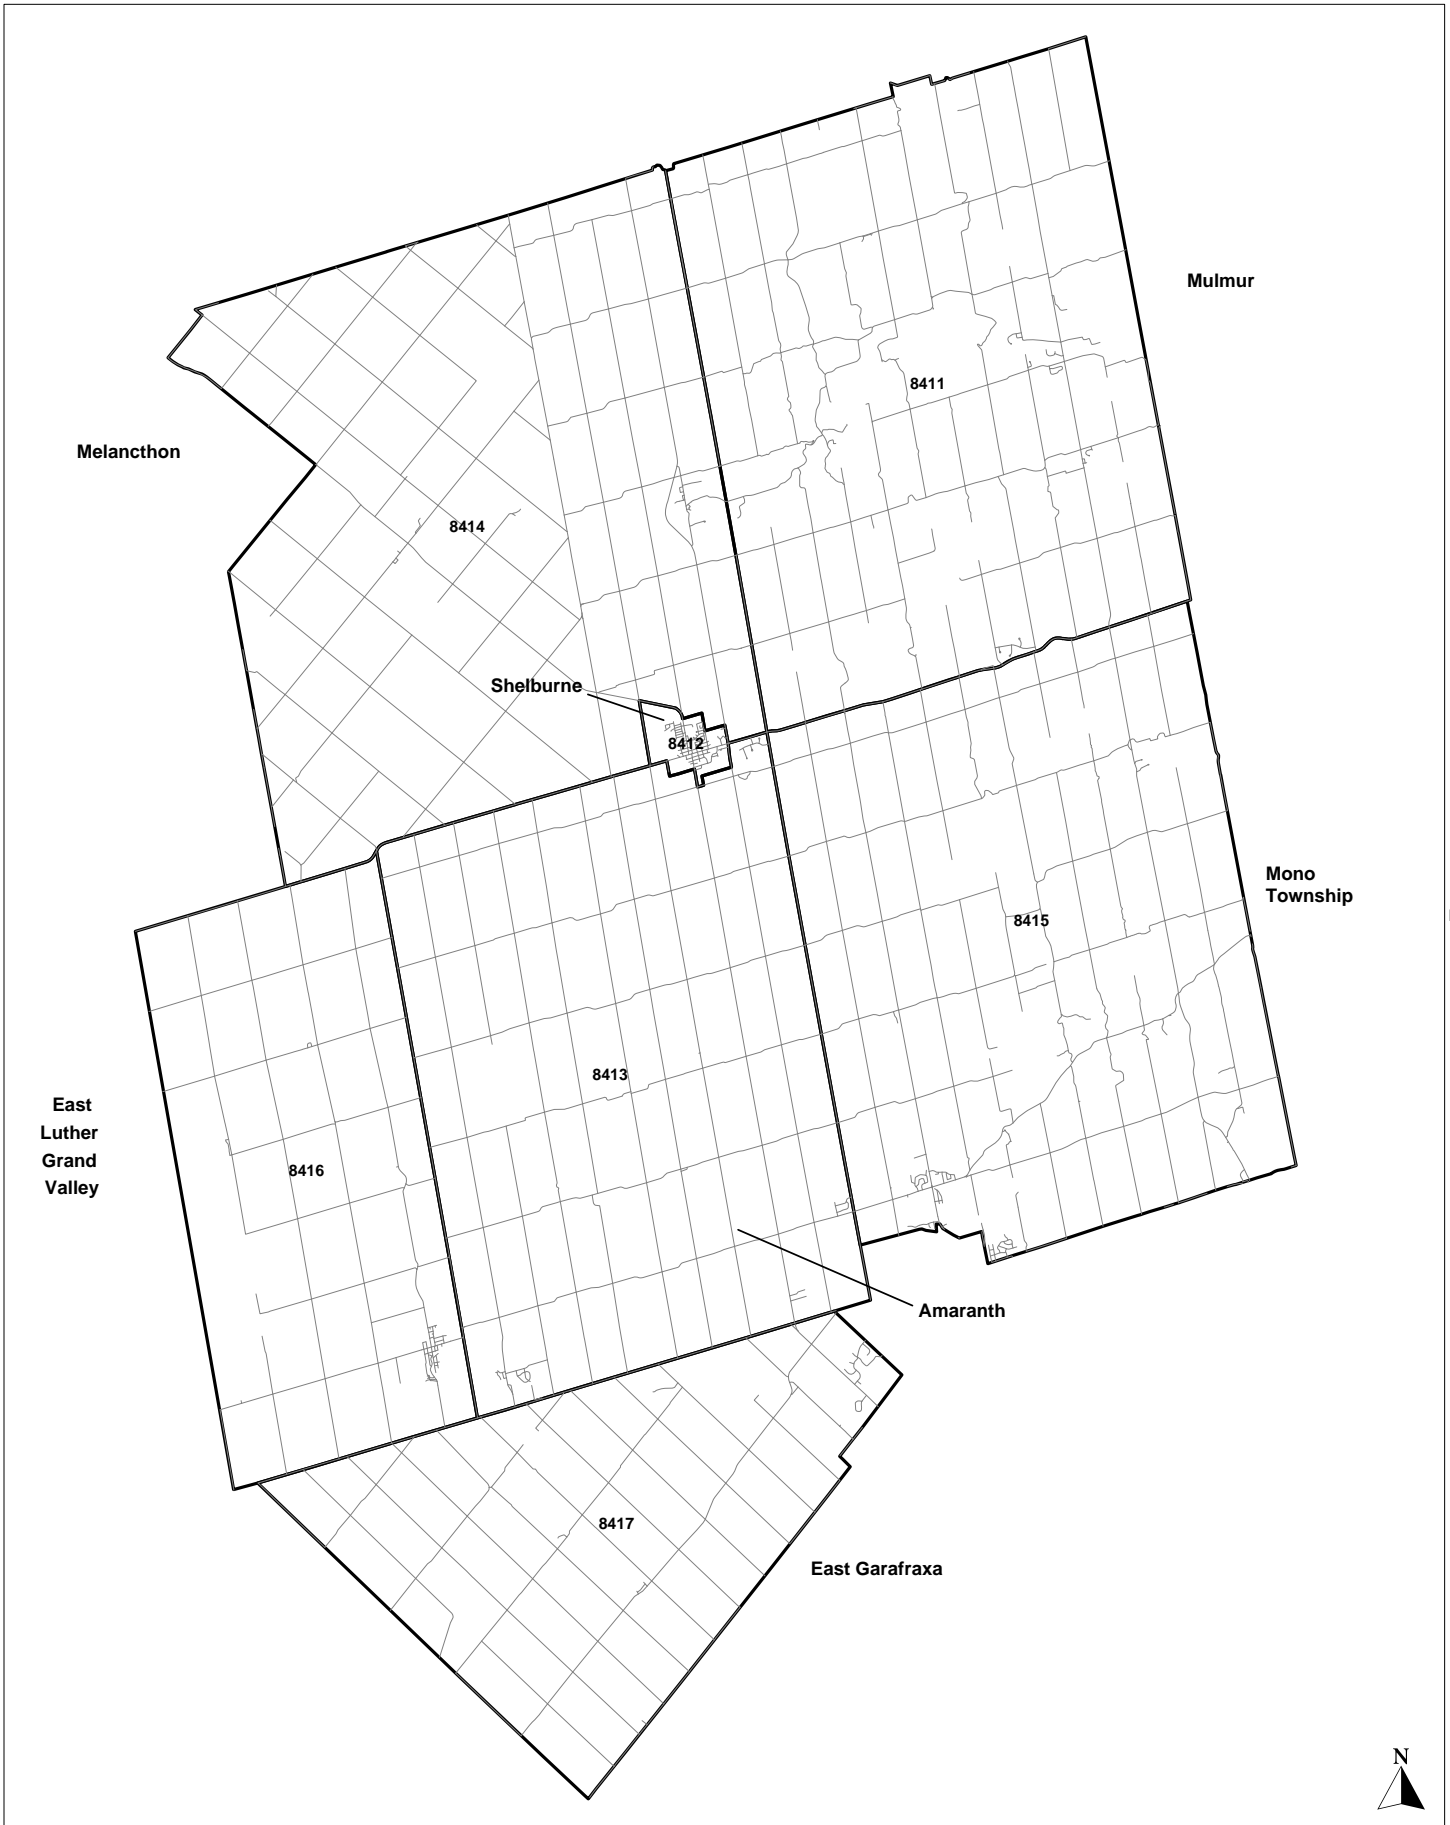 Mulmur
8411
Melancthon
8414
Shelburne
8412
Mono
Township
8415
8413
East
Luther
Grand
Valley
8416
Amaranth
8417
East Garafraxa
N